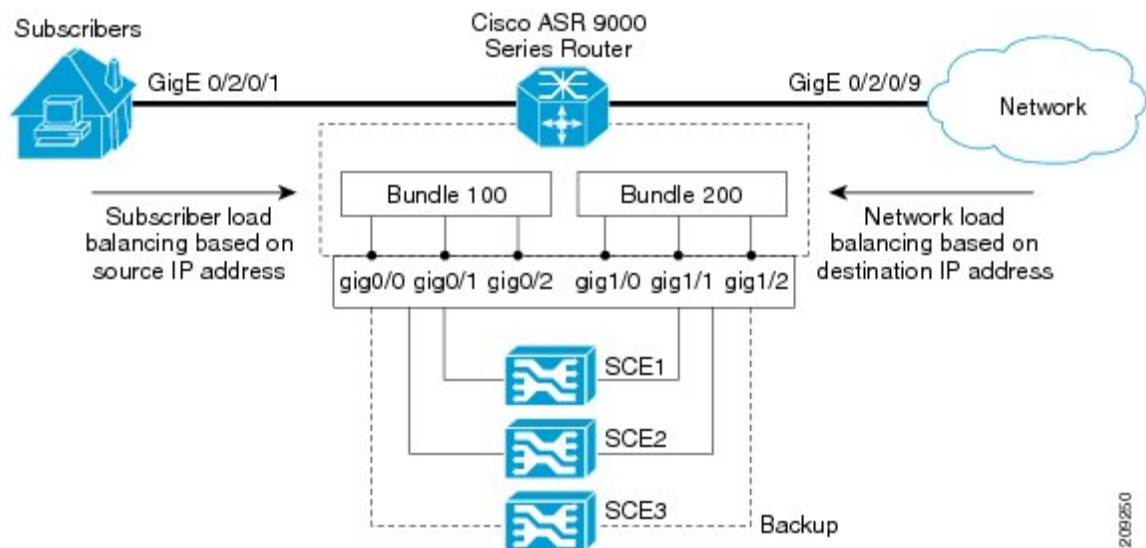 Subscribers
Cisco ASR 9000
Series Router
GigE 0/2/0/1
GigE 0/2/0/9
Network
Bundle 100
Bundle 200
Subscriber load
balancing based on
source IP address
Network load
balancing based on
destination IP address
gig0/0 gig0/1 gig0/2 gig1/0 gig1/1 gig1/2
SCE1
SCE2
SCE3
Backup
209250